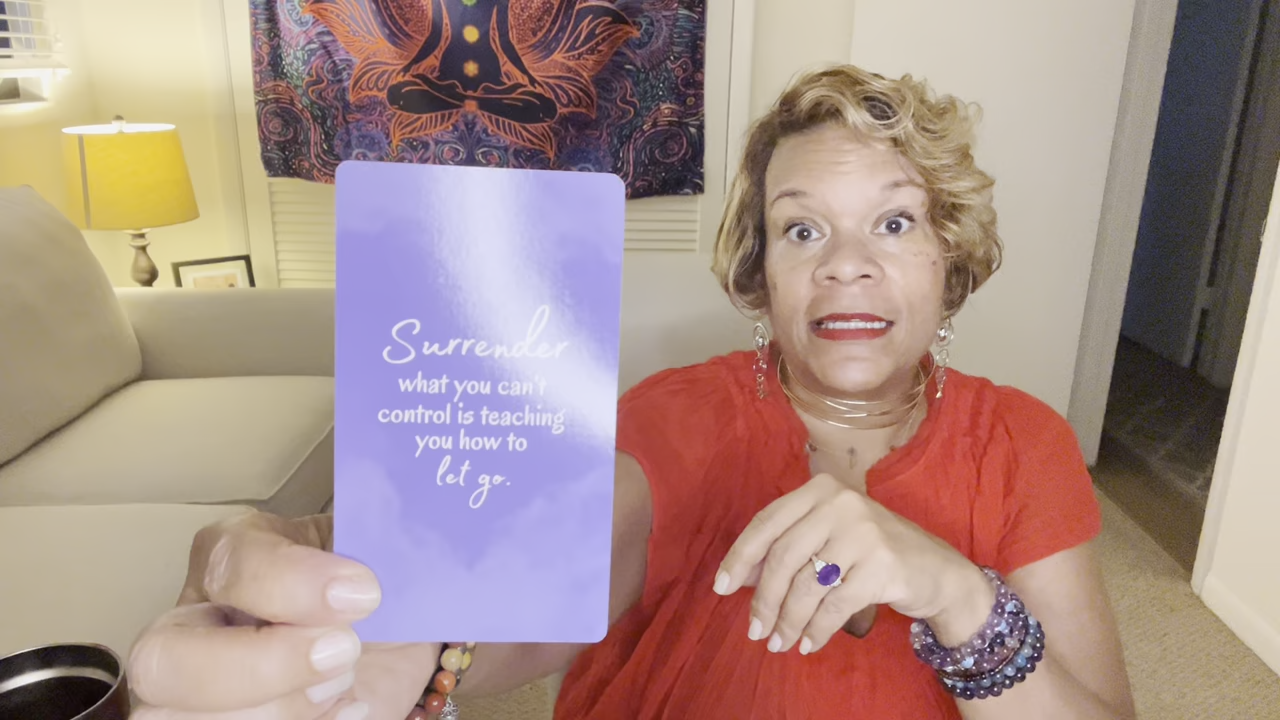 Surrender
what you can't
control is teaching
you how to
let go.